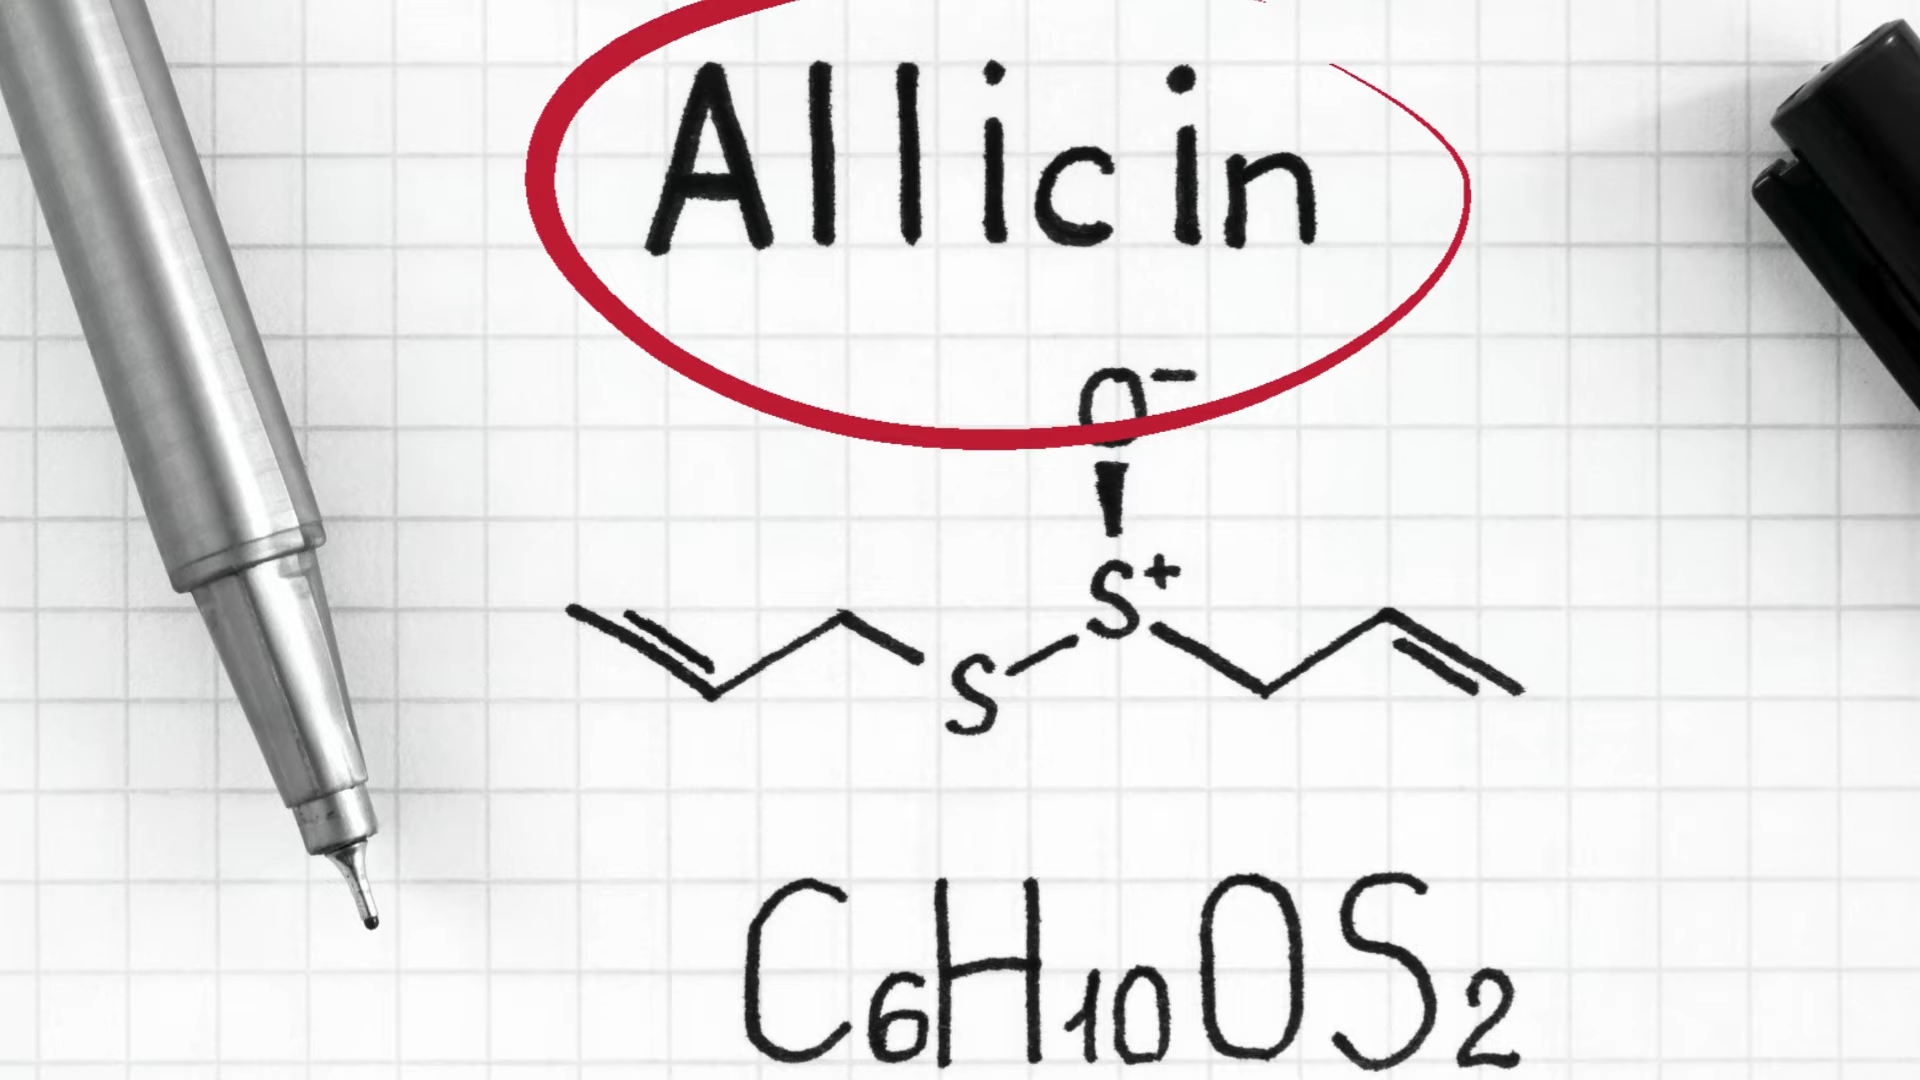 Allicin
O⁻
S⁺
S
C₆H₁₀OS₂